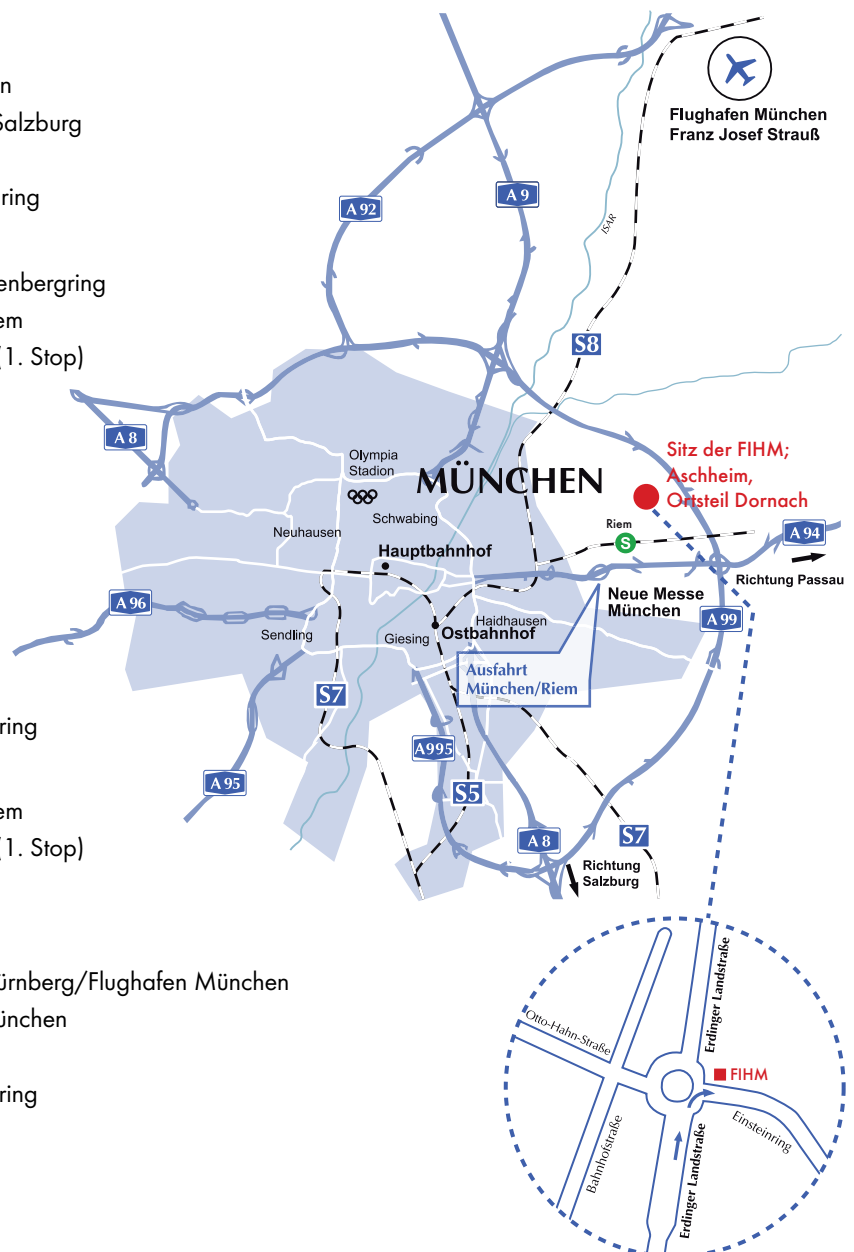 n
Salzburg
ring
enbergring
em
(1. Stop)
ring
em
(1. Stop)
ürnberg/Flughafen München
ünchen
ring
Flughafen München
Franz Josef Strauß
A 92
A 9
ISAR
S8
A 8
Olympia
Stadion
MÜNCHEN
Sitz der FIHM;
Aschheim,
Ortsteil Dornach
Schwabing
Neuhausen
Riem
S
A 94
Hauptbahnhof
Richtung Passau
A 96
Neue Messe
München
Sendling
Giesing
Haidhausen
Ostbahnhof
A 99
Ausfahrt
München/Riem
S7
A995
A 95
S5
A 8
S7
Richtung
Salzburg
Otto-Hahn-Straße
Erdinger Landstraße
FIHM
Einsteinring
Bahnhofstraße
Erdinger Landstraße